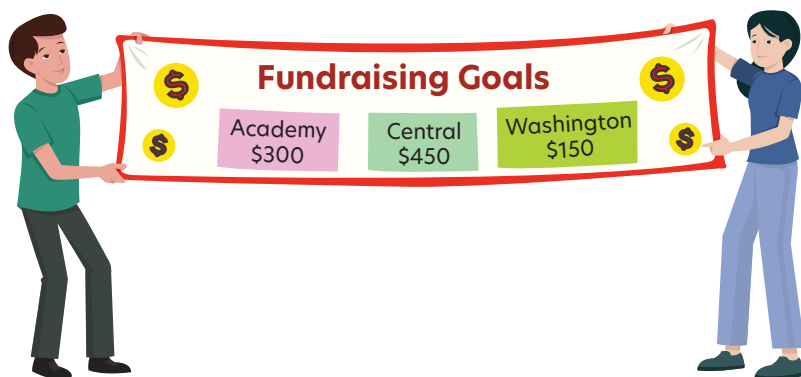 Fundraising Goals
$
$
Academy
$300
Central
$450
Washington
$150
$
$